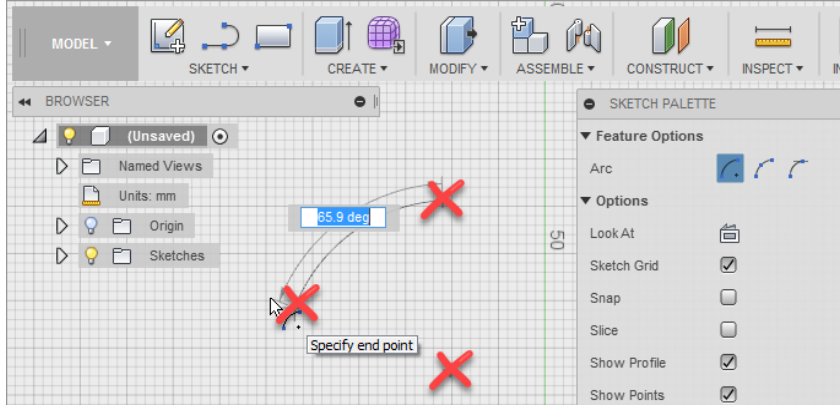 MODEL
SKETCH
CREATE
MODIFY
ASSEMBLE
CONSTRUCT
INSPECT
BROWSER
(Unsaved)
Named Views
Units: mm
Origin
Sketches
65.9 deg
Specify end point
50
SKETCH PALETTE
Feature Options
Arc
Options
Look At
Sketch Grid
Snap
Slice
Show Profile
Show Points